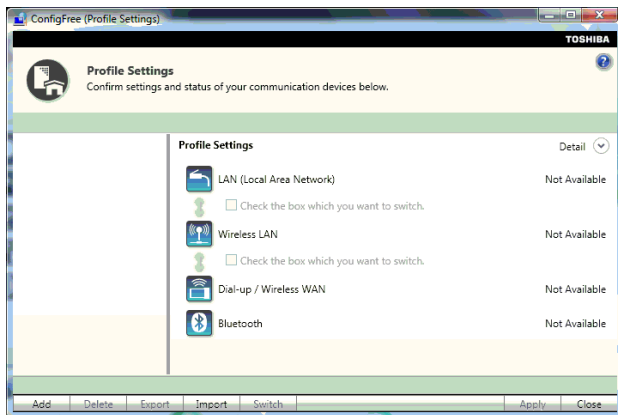 ConfigFree (Profile Settings)
TOSHIBA
Profile Settings
Confirm settings and status of your communication devices below.
?
Profile Settings
Detail
LAN (Local Area Network)
Not Available
Check the box which you want to switch.
Wireless LAN
Not Available
Check the box which you want to switch.
Dial-up / Wireless WAN
Not Available
Bluetooth
Not Available
Add Delete Export Import Switch Apply Close